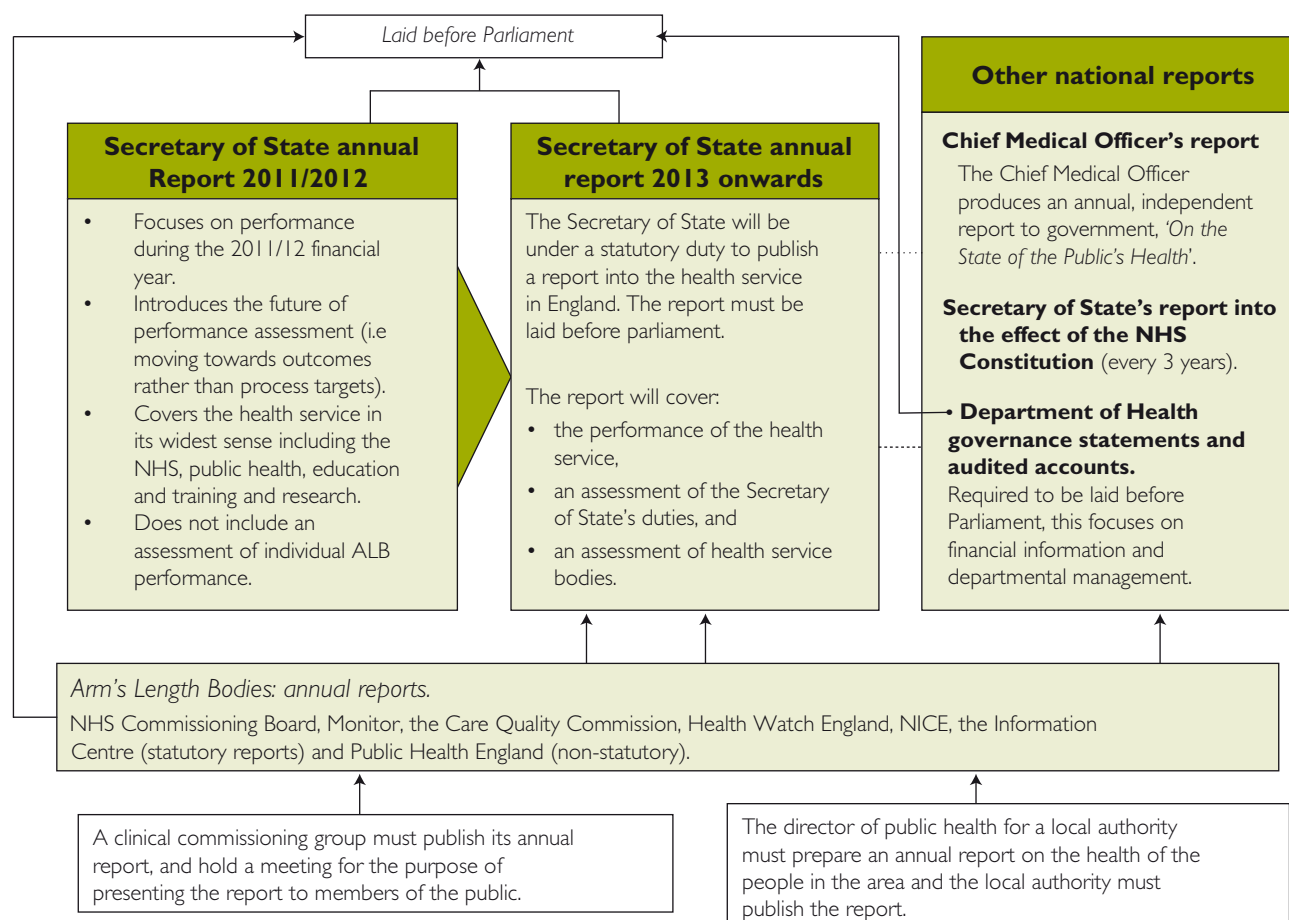 Laid before Parliament
Secretary of State annual
Report 2011/2012
• Focuses on performance
during the 2011/12 financial
year.
• Introduces the future of
performance assessment (i.e
moving towards outcomes
rather than process targets).
• Covers the health service in
its widest sense including the
NHS, public health, education
and training and research.
• Does not include an
assessment of individual ALB
performance.
Secretary of State annual
report 2013 onwards
The Secretary of State will be
under a statutory duty to publish
a report into the health service
in England. The report must be
laid before parliament.
The report will cover:
• the performance of the health
service,
• an assessment of the Secretary
of State’s duties, and
• an assessment of health service
bodies.
Other national reports
Chief Medical Officer’s report
The Chief Medical Officer
produces an annual, independent
report to government, ‘On the
State of the Public’s Health’.
Secretary of State’s report into
the effect of the NHS
Constitution (every 3 years).
• Department of Health
governance statements and
audited accounts.
Required to be laid before
Parliament, this focuses on
financial information and
departmental management.
Arm’s Length Bodies: annual reports.
NHS Commissioning Board, Monitor, the Care Quality Commission, Health Watch England, NICE, the Information
Centre (statutory reports) and Public Health England (non-statutory).
A clinical commissioning group must publish its annual
report, and hold a meeting for the purpose of
presenting the report to members of the public.
The director of public health for a local authority
must prepare an annual report on the health of the
people in the area and the local authority must
publish the report.